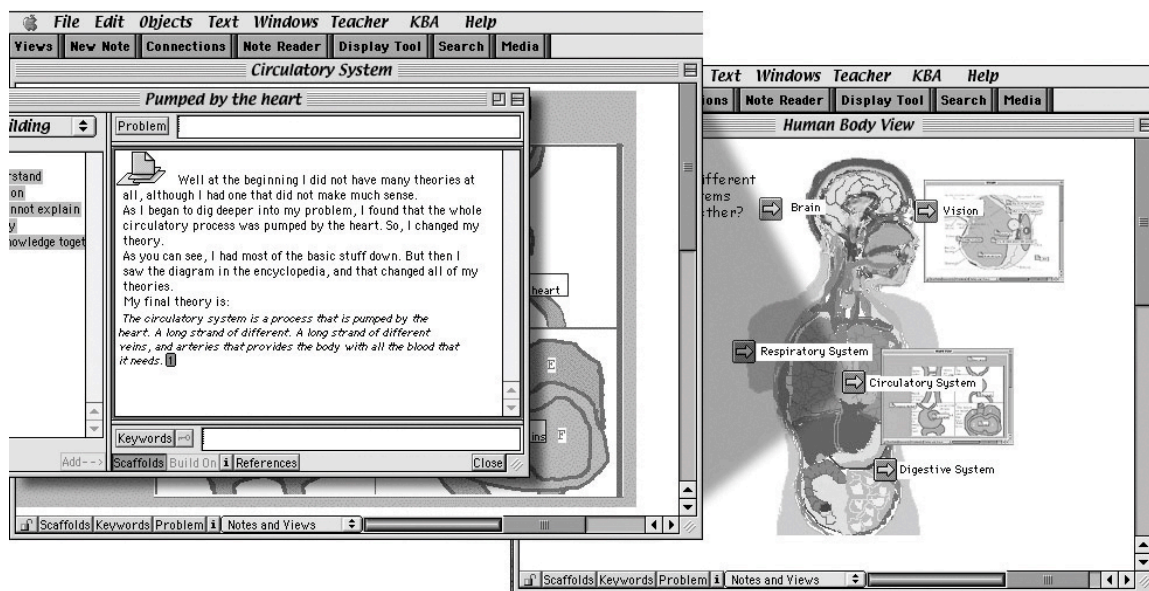 File Edit Objects Text Windows Teacher KBA Help
Views New Note Connections Note Reader Display Tool Search Media
Circulatory System
Pumped by the heart
ilding
Problem
rstand
on
nnot explain
y
nowledge toget
Well at the beginning I did not have many theories at
all, although I had one that did not make much sense.
As I began to dig deeper into my problem, I found that the whole
circulatory process was pumped by the heart. So, I changed my
theory.
As you can see, I had most of the basic stuff down. But then I
saw the diagram in the encyclopedia, and that changed all of my
theories.
My final theory is:
The circulatory system is a process that is pumped by the
heart. A long strand of different. A long strand of different
veins, and arteries that provides the body with all the blood that
it needs. 1
heart
E
ins F
Keywords
Add-->
Scaffolds Build On i References Close
Scaffolds Keywords Problem i Notes and Views
Text Windows Teacher KBA Help
ions Note Reader Display Tool Search Media
Human Body View
ifferent
ems
ther?
Brain
Vision
Respiratory System
Circulatory System
Digestive System
Scaffolds Keywords Problem i Notes and Views